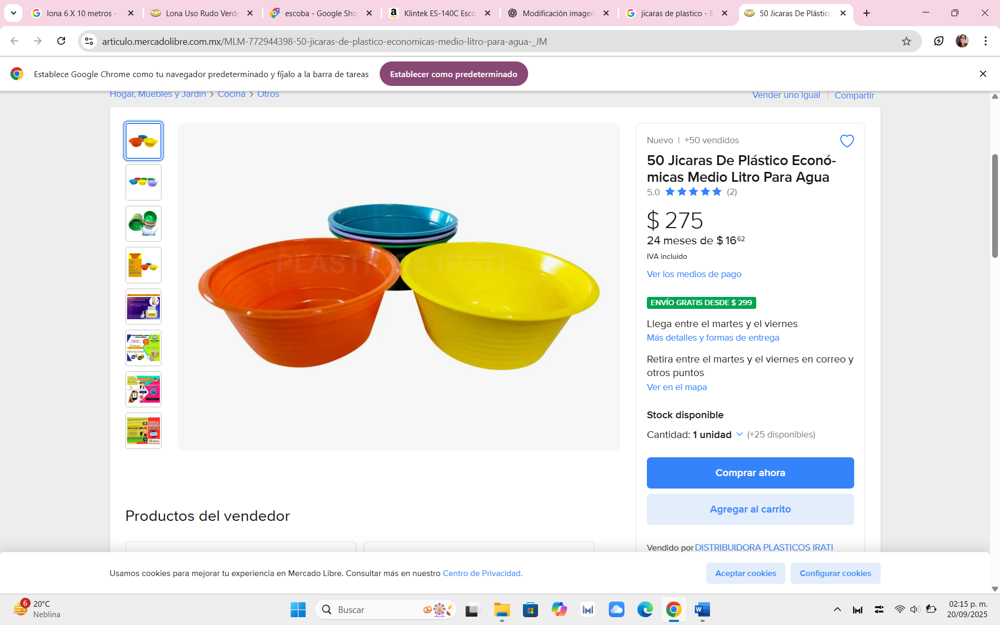 lona 6 X 10 metros -
Lona Uso Rudo Verde
escoba - Google Sho
Klintek ES-140C Esco
Modificación imagen
jicaras de plastico - B
50 Jicaras De Plástico
articulo.mercadolibre.com.mx/MLM-772944398-50-jicaras-de-plastico-economicas-medio-litro-para-agua-_JM
Establece Google Chrome como tu navegador predeterminado y fíjalo a la barra de tareas
Establecer como predeterminado
Hogar, Muebles y Jardín > Cocina > Otros
Vender uno igual | Compartir
PLASTICOS IRATI
Nuevo | +50 vendidos
50 Jicaras De Plástico Econó-
micas Medio Litro Para Agua
5.0 (2)
$ 275
24 meses de $ 16 62
IVA incluido
Ver los medios de pago
ENVÍO GRATIS DESDE $ 299
Llega entre el martes y el viernes
Más detalles y formas de entrega
Retira entre el martes y el viernes en correo y
otros puntos
Ver en el mapa
Stock disponible
Cantidad: 1 unidad (+25 disponibles)
Comprar ahora
Agregar al carrito
Productos del vendedor
Vendido por DISTRIBUIDORA PLASTICOS IRATI
Usamos cookies para mejorar tu experiencia en Mercado Libre. Consultar más en nuestro Centro de Privacidad.
Aceptar cookies
Configurar cookies
6
20°C
Neblina
Buscar
02:15 p. m.
20/09/2025